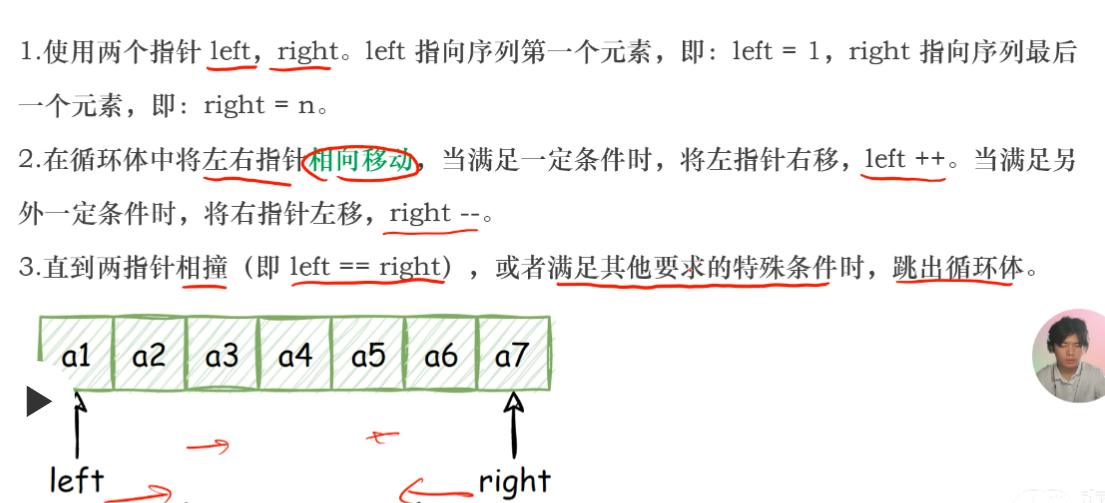 1.使用两个指针 left，right。left 指向序列第一个元素，即：left = 1，right 指向序列最后
一个元素，即：right = n。
2.在循环体中将左右指针相向移动，当满足一定条件时，将左指针右移，left ++。当满足另
外一定条件时，将右指针左移，right --。
3.直到两指针相撞（即 left == right），或者满足其他要求的特殊条件时，跳出循环体。
a1 a2 a3 a4 a5 a6 a7
left right